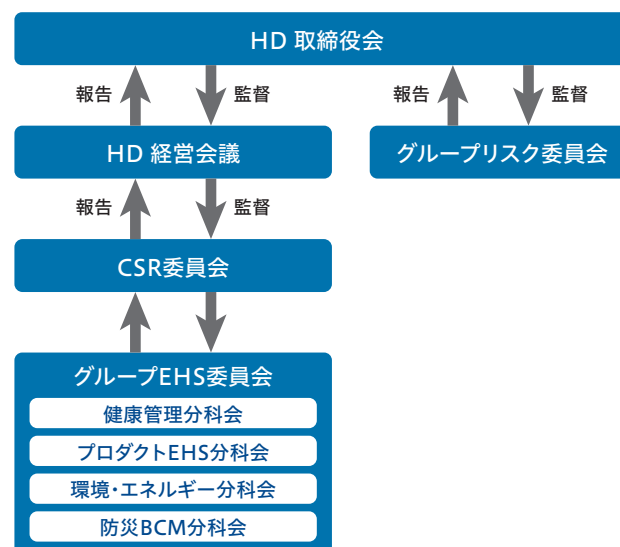 HD 取締役会
報告 監督 報告 監督
HD 経営会議 グループリスク委員会
報告 監督
CSR委員会
グループEHS委員会
健康管理分科会
プロダクトEHS分科会
環境・エネルギー分科会
防災BCM分科会